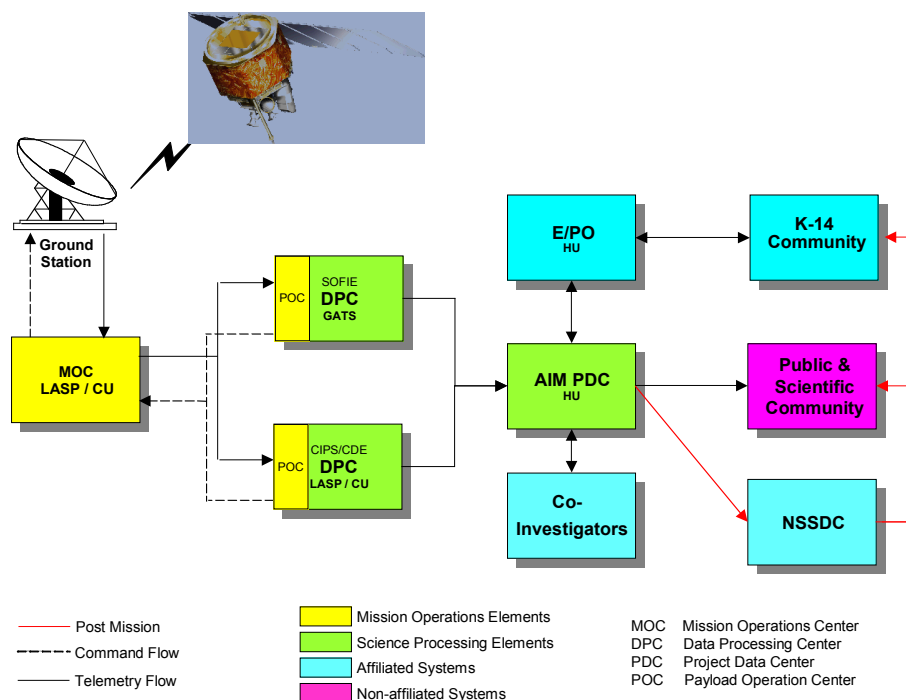 Ground
Station
MOC
LASP / CU
POC
SOFIE
DPC
GATS
POC
CIPS/CDE
DPC
LASP / CU
E/PO
HU
AIM PDC
HU
Co-
Investigators
K-14
Community
Public &
Scientific
Community
NSSDC
Post Mission
Command Flow
Telemetry Flow
Mission Operations Elements
Science Processing Elements
Affiliated Systems
Non-affiliated Systems
MOC Mission Operations Center
DPC Data Processing Center
PDC Project Data Center
POC Payload Operation Center